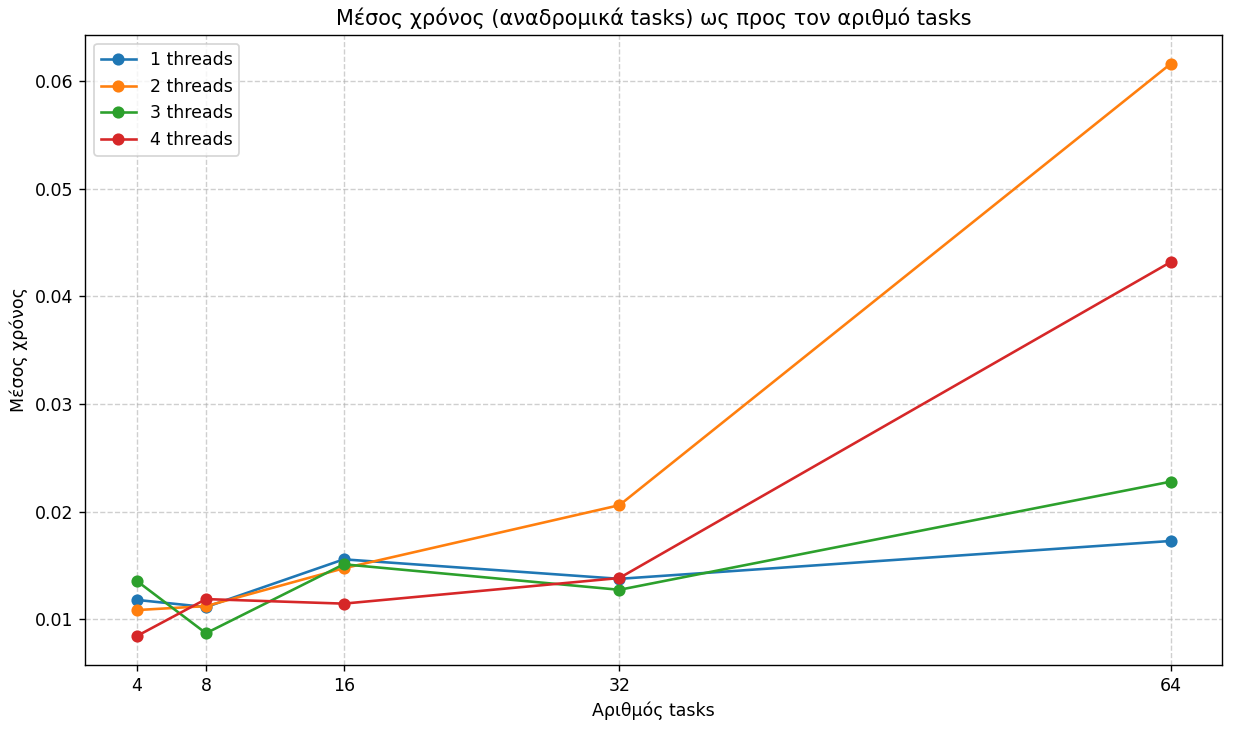 Μέσος χρόνος (αναδρομικά tasks) ως προς τον αριθμό tasks
1 threads
2 threads
3 threads
4 threads
Μέσος χρόνος
0.06
0.05
0.04
0.03
0.02
0.01
4 8 16 32 64
Αριθμός tasks